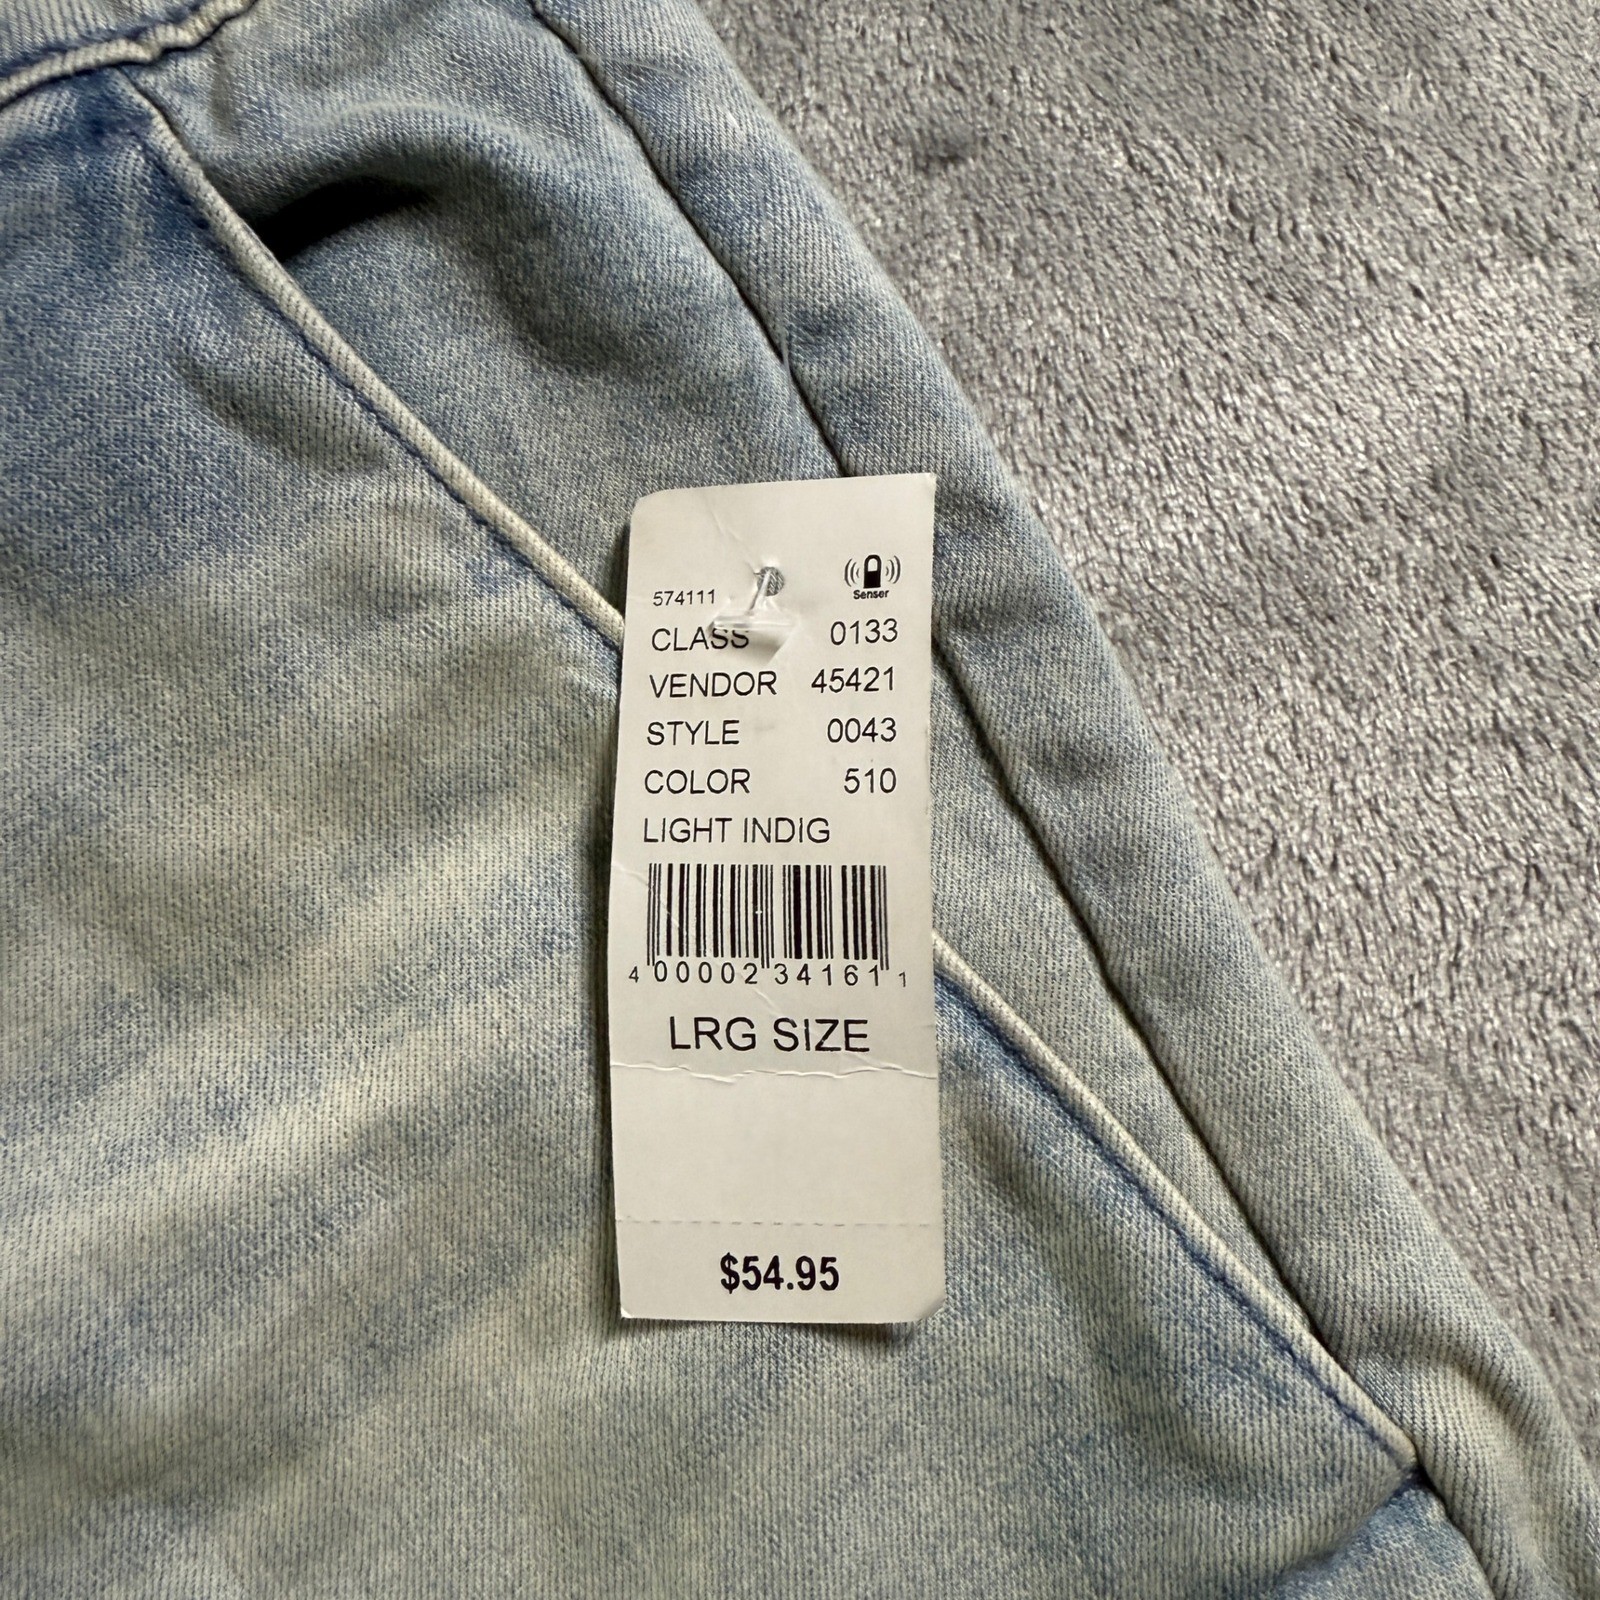 Senser
574111
CLASS 0133
VENDOR 45421
STYLE 0043
COLOR 510
LIGHT INDIG
4 00002 34161 1
LRG SIZE
$54.95